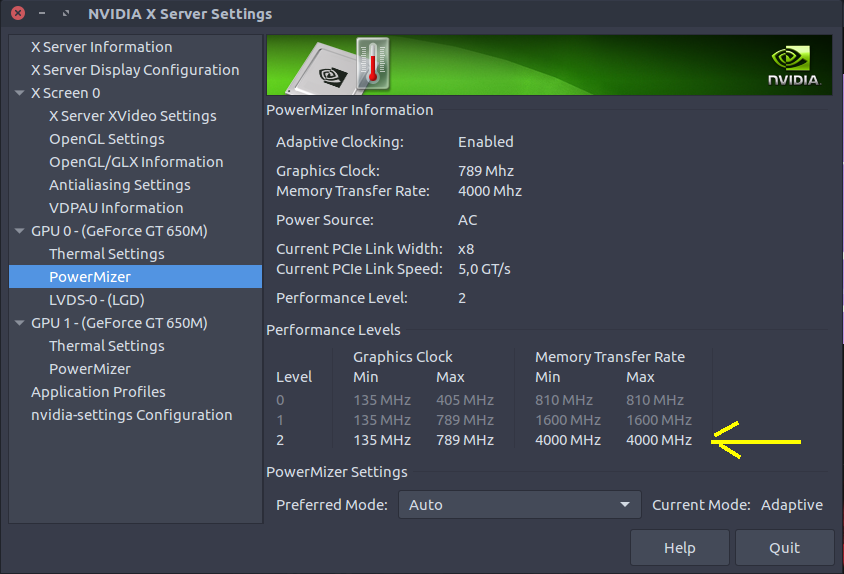 NVIDIA X Server Settings
X Server Information
X Server Display Configuration
X Screen 0
X Server XVideo Settings
OpenGL Settings
OpenGL/GLX Information
Antialiasing Settings
VDPAU Information
GPU 0 - (GeForce GT 650M)
Thermal Settings
PowerMizer
LVDS-0 - (LGD)
GPU 1 - (GeForce GT 650M)
Thermal Settings
PowerMizer
Application Profiles
nvidia-settings Configuration
NVIDIA.
PowerMizer Information
Adaptive Clocking: Enabled
Graphics Clock: 789 Mhz
Memory Transfer Rate: 4000 Mhz
Power Source: AC
Current PCIe Link Width: x8
Current PCIe Link Speed: 5,0 GT/s
Performance Level: 2
Performance Levels
Graphics Clock Memory Transfer Rate
Level Min Max Min Max
0 135 MHz 405 MHz 810 MHz 810 MHz
1 135 MHz 789 MHz 1600 MHz 1600 MHz
2 135 MHz 789 MHz 4000 MHz 4000 MHz
PowerMizer Settings
Preferred Mode: Auto Current Mode: Adaptive
Help Quit